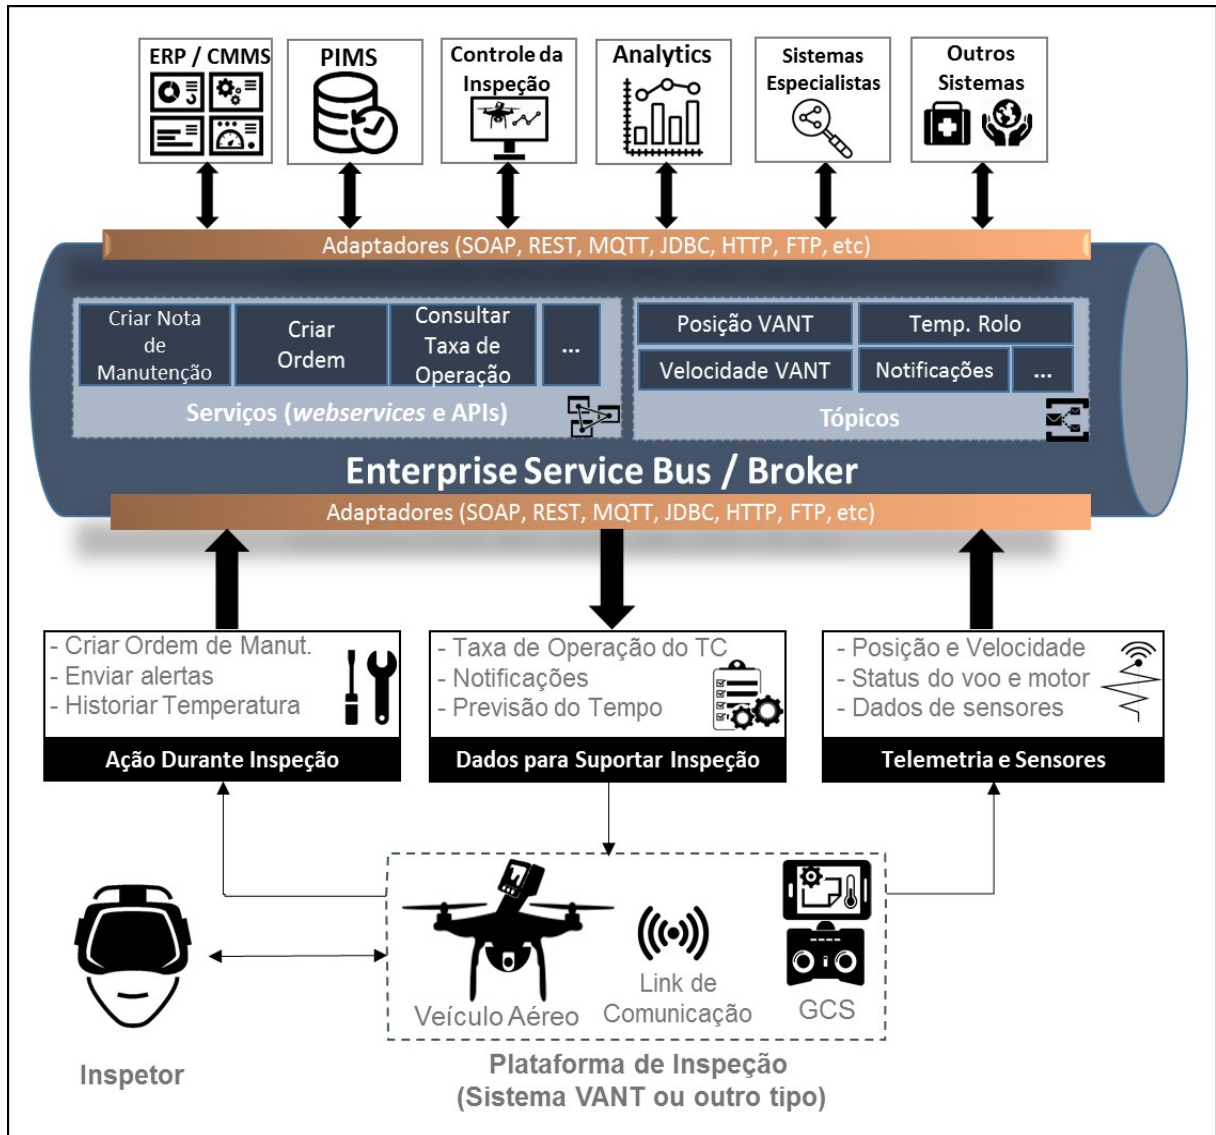 ERP / CMMS
PIMS
Controle da
Inspeção
Analytics
Sistemas
Especialistas
Outros
Sistemas
Adaptadores (SOAP, REST, MQTT, JDBC, HTTP, FTP, etc)
Criar Nota
de
Manutenção
Criar
Ordem
Consultar
Taxa de
Operação
...
Serviços (webservices e APIs)
Posição VANT
Temp. Rolo
Velocidade VANT
Notificações
...
Tópicos
Enterprise Service Bus / Broker
Adaptadores (SOAP, REST, MQTT, JDBC, HTTP, FTP, etc)
- Criar Ordem de Manut.
- Enviar alertas
- Historiar Temperatura
Ação Durante Inspeção
- Taxa de Operação do TC
- Notificações
- Previsão do Tempo
Dados para Suportar Inspeção
- Posição e Velocidade
- Status do voo e motor
- Dados de sensores
Telemetria e Sensores
Inspetor
Veículo Aéreo
Link de
Comunicação
GCS
Plataforma de Inspeção
(Sistema VANT ou outro tipo)